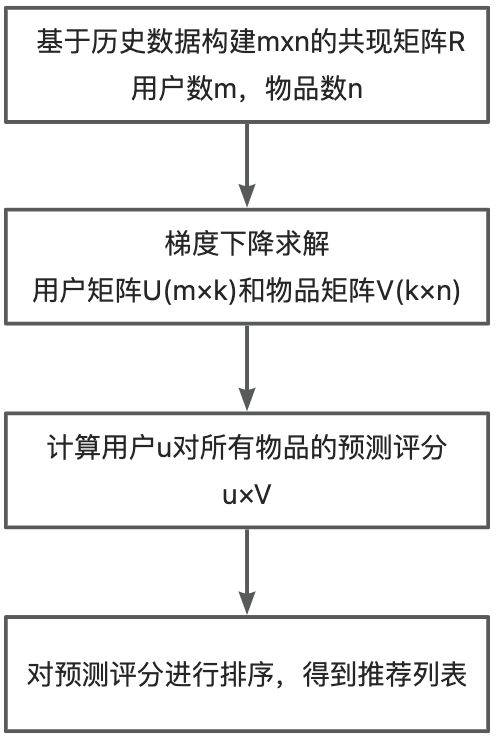 基于历史数据构建mxn的共现矩阵R
用户数m，物品数n
梯度下降求解
用户矩阵U(m×k)和物品矩阵V(k×n)
计算用户u对所有物品的预测评分
u×V
对预测评分进行排序，得到推荐列表